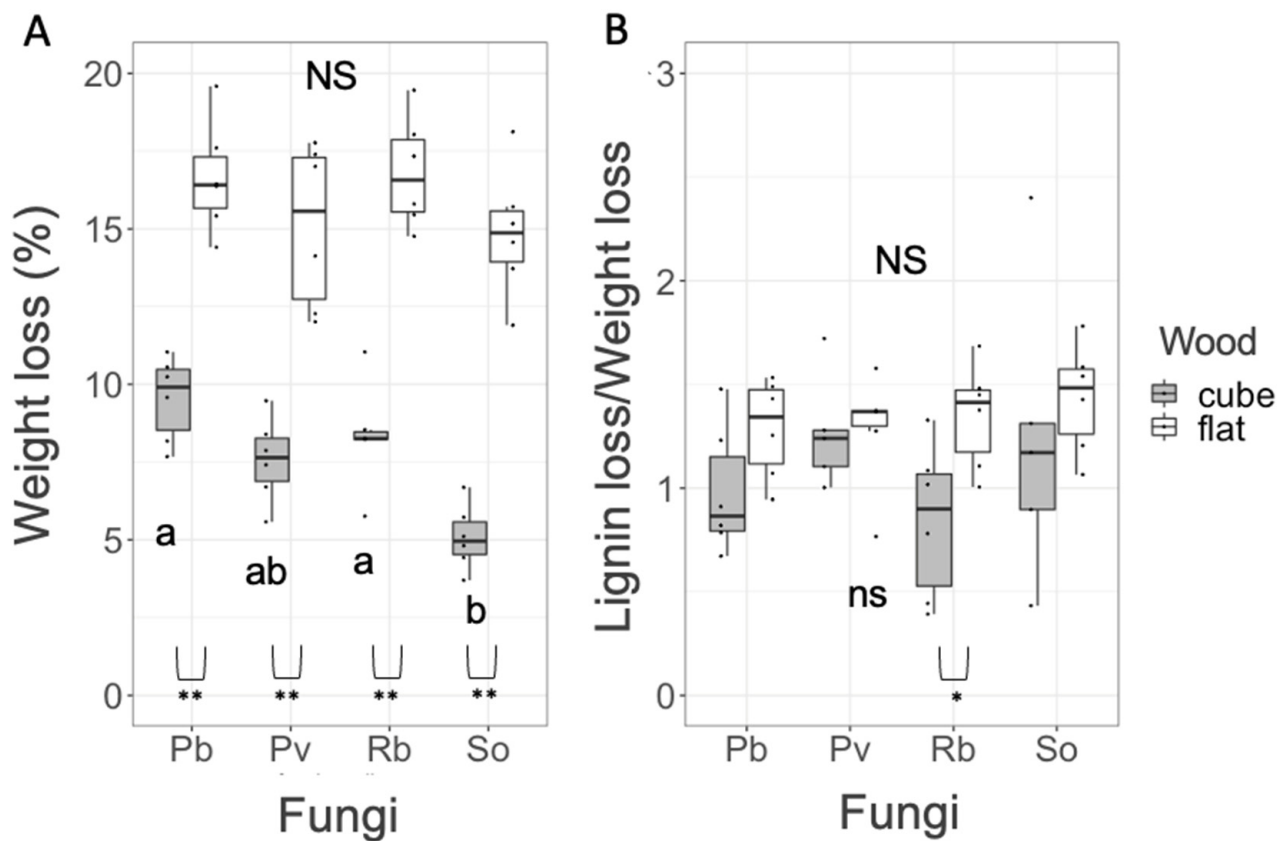 A
Weight loss (%)
20
15
10
5
0
NS
a
ab
a
b
** ** ** **
Pb Pv Rb So
Fungi
B
Lignin loss/Weight loss
3
2
1
0
NS
ns
*
Pb Pv Rb So
Fungi
Wood
cube
flat